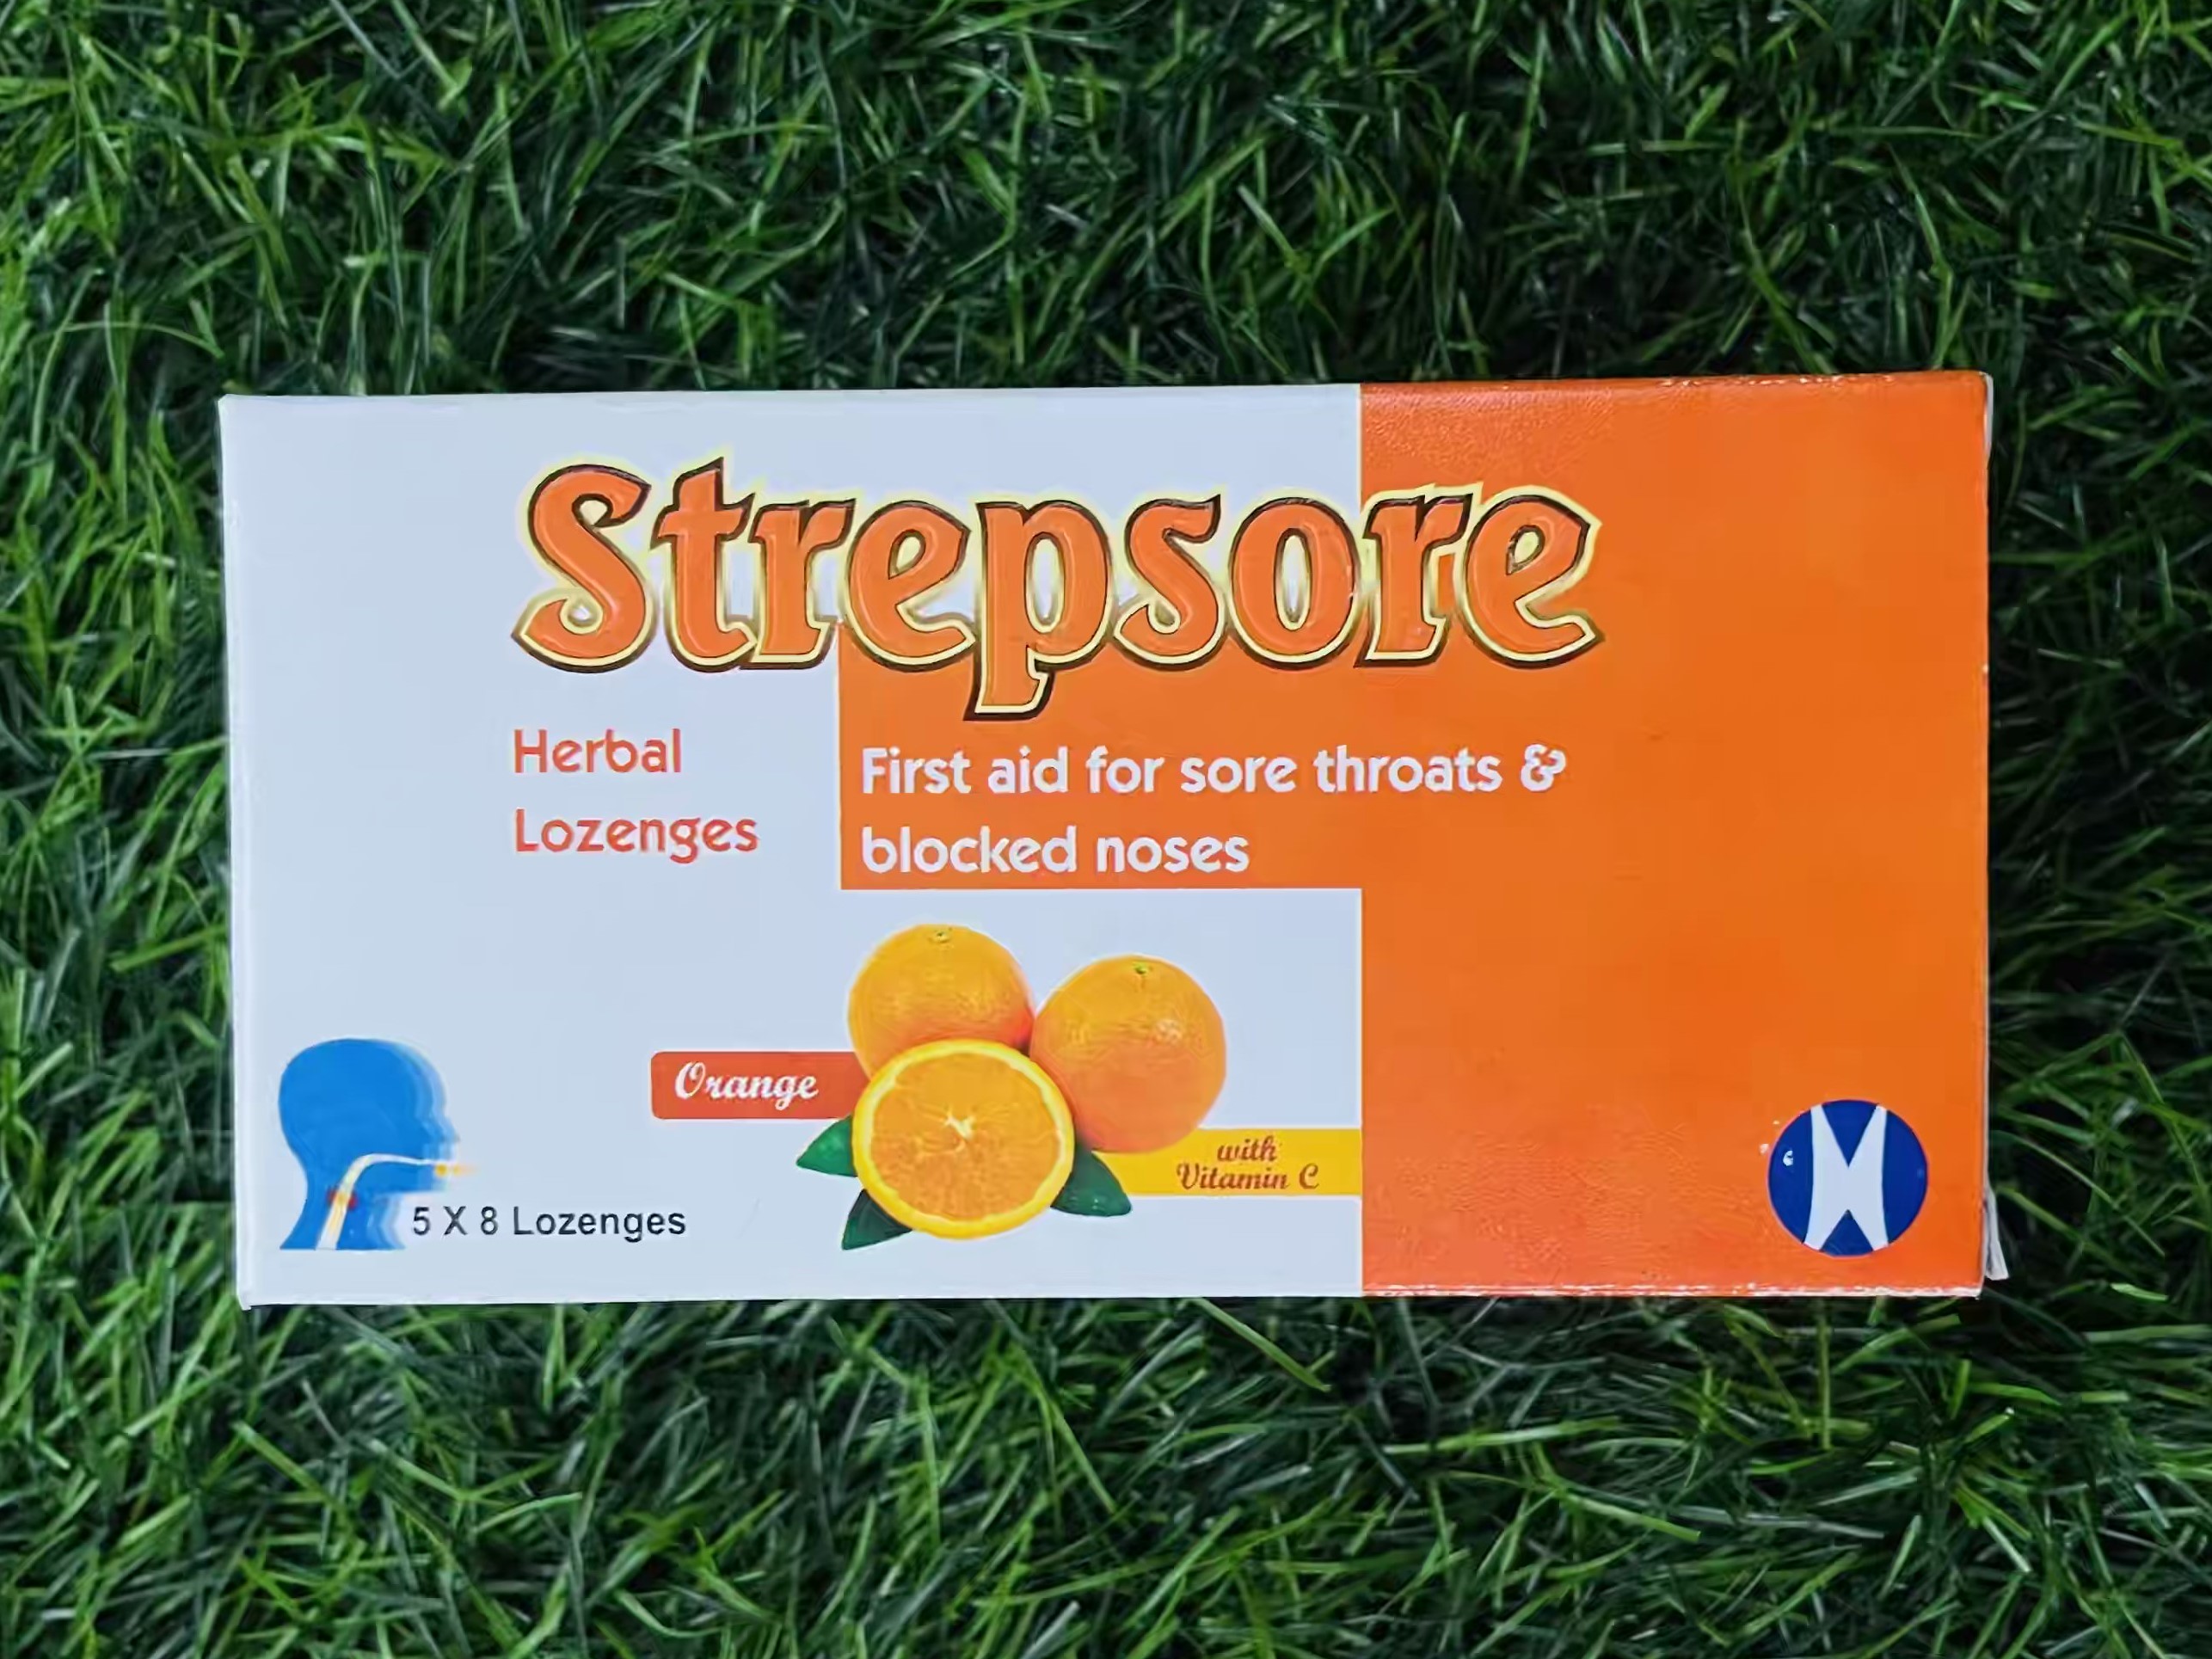 Strepsore
Herbal
Lozenges
First aid for sore throats &
blocked noses
Orange
with
Vitamin C
5 X 8 Lozenges